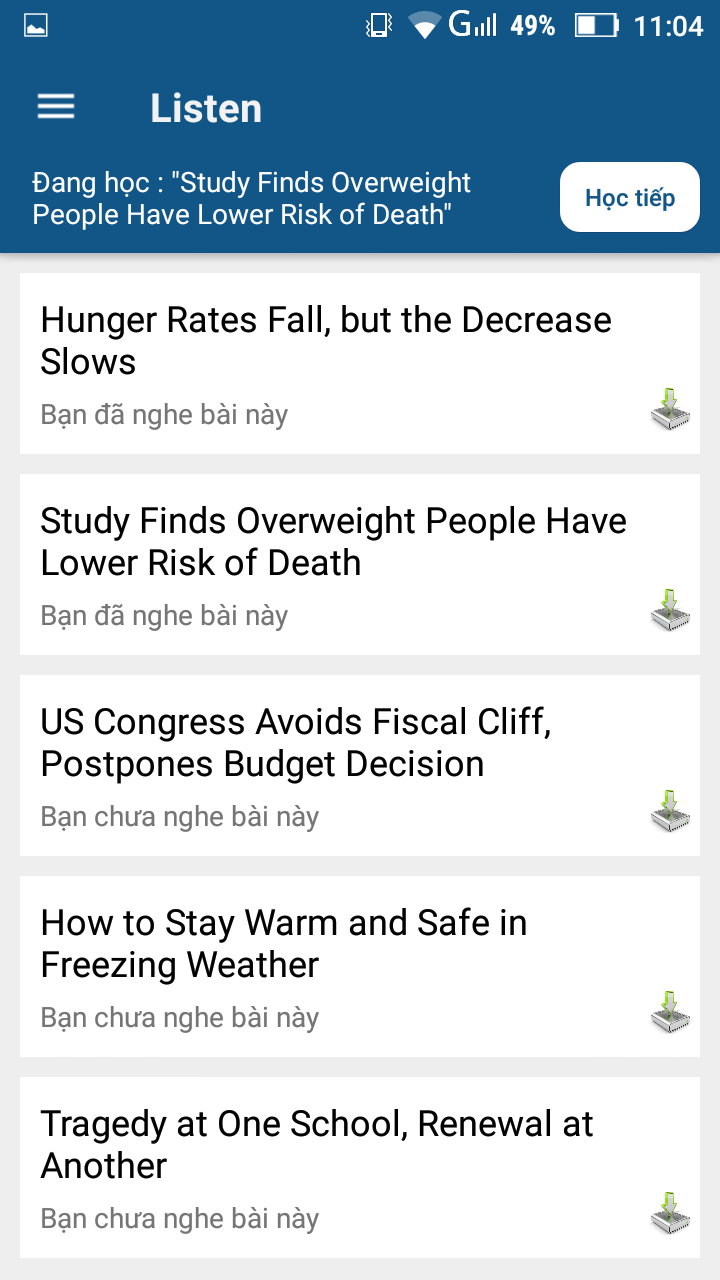 G 49% 11:04
Listen
Đang học : "Study Finds Overweight
People Have Lower Risk of Death"
Học tiếp
Hunger Rates Fall, but the Decrease
Slows
Bạn đã nghe bài này
Study Finds Overweight People Have
Lower Risk of Death
Bạn đã nghe bài này
US Congress Avoids Fiscal Cliff,
Postpones Budget Decision
Bạn chưa nghe bài này
How to Stay Warm and Safe in
Freezing Weather
Bạn chưa nghe bài này
Tragedy at One School, Renewal at
Another
Bạn chưa nghe bài này